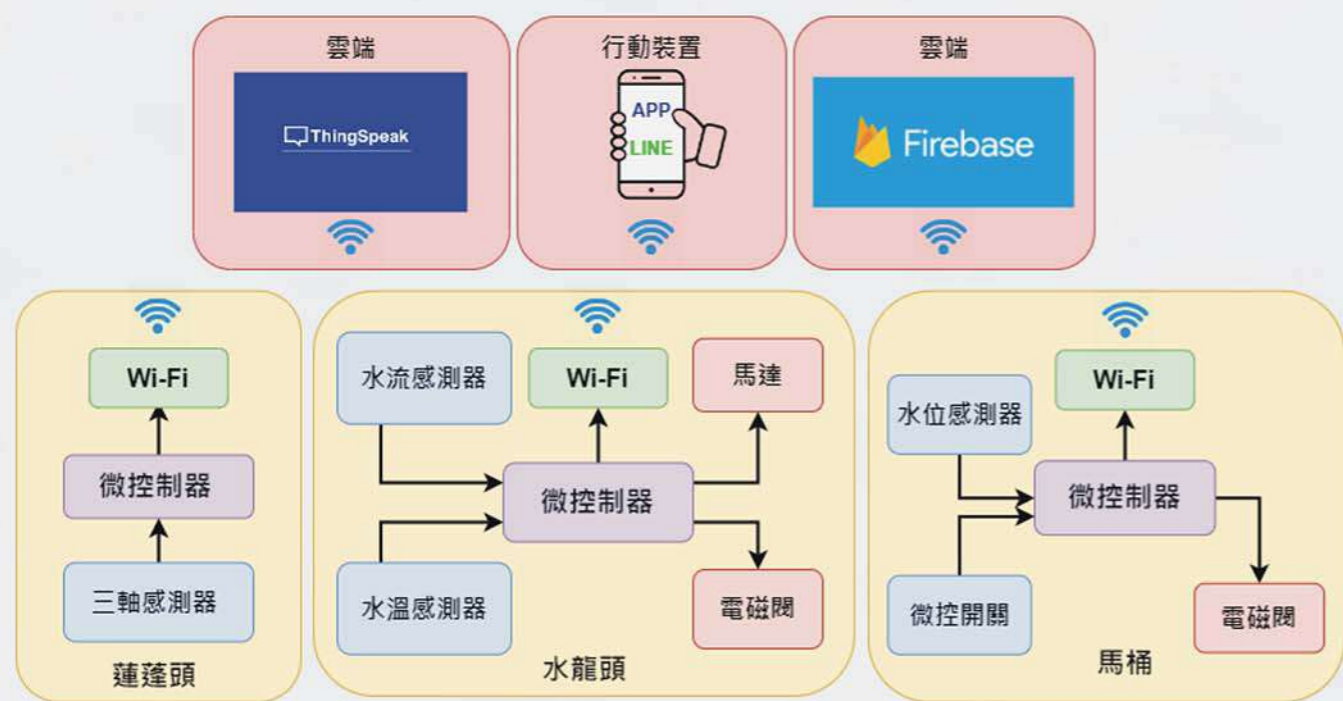 雲端
ThingSpeak
行動裝置
APP
LINE
雲端
Firebase
Wi-Fi
微控制器
三軸感測器
蓮蓬頭
水流感測器
Wi-Fi
馬達
微控制器
水溫感測器
電磁閥
水龍頭
水位感測器
Wi-Fi
微控制器
微控開關
電磁閥
馬桶